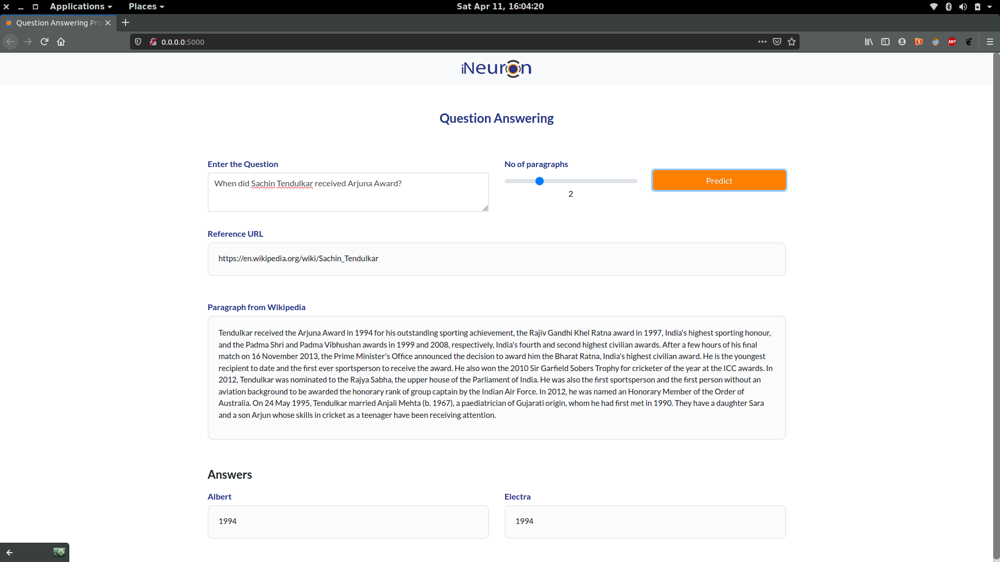 Applications
Places
Sat Apr 11, 16:04:20
Question Answering Pro
0.0.0.0:5000
ABP
iNeuron
Question Answering
Enter the Question
No of paragraphs
When did Sachin Tendulkar received Arjuna Award?
Predict
2
Reference URL
https://en.wikipedia.org/wiki/Sachin_Tendulkar
Paragraph from Wikipedia
Tendulkar received the Arjuna Award in 1994 for his outstanding sporting achievement, the Rajiv Gandhi Khel Ratna award in 1997, India's highest sporting honour,
and the Padma Shri and Padma Vibhushan awards in 1999 and 2008, respectively, India's fourth and second highest civilian awards. After a few hours of his final
match on 16 November 2013, the Prime Minister's Office announced the decision to award him the Bharat Ratna, India's highest civilian award. He is the youngest
recipient to date and the first ever sportsperson to receive the award. He also won the 2010 Sir Garfield Sobers Trophy for cricketer of the year at the ICC awards. In
2012, Tendulkar was nominated to the Rajya Sabha, the upper house of the Parliament of India. He was also the first sportsperson and the first person without an
aviation background to be awarded the honorary rank of group captain by the Indian Air Force. In 2012, he was named an Honorary Member of the Order of
Australia. On 24 May 1995, Tendulkar married Anjali Mehta (b. 1967), a paediatrician of Gujarati origin, whom he had first met in 1990. They have a daughter Sara
and a son Arjun whose skills in cricket as a teenager have been receiving attention.
Answers
Albert
Electra
1994
1994